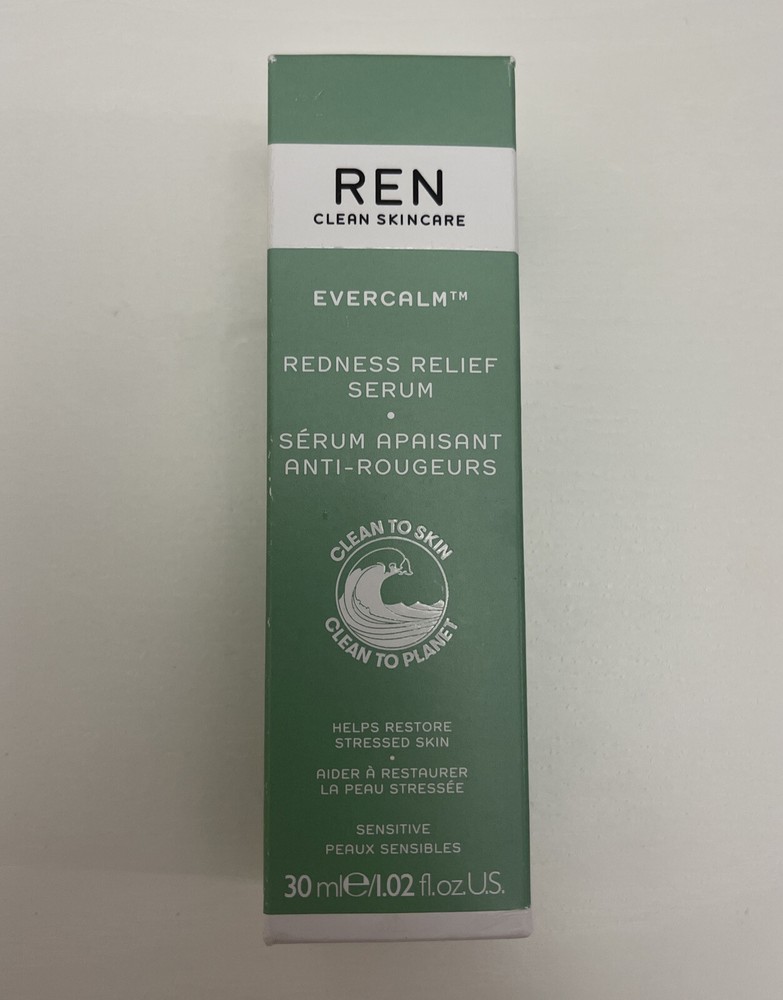 REN
CLEAN SKINCARE
EVERCALM™
REDNESS RELIEF
SERUM
•
SÉRUM APAISANT
ANTI-ROUGEURS
CLEAN TO SKIN
CLEAN TO PLANET
HELPS RESTORE
STRESSED SKIN
•
AIDER À RESTAURER
LA PEAU STRESSÉE
SENSITIVE
PEAUX SENSIBLES
30 ml℮/1.02 fl.oz.U.S.